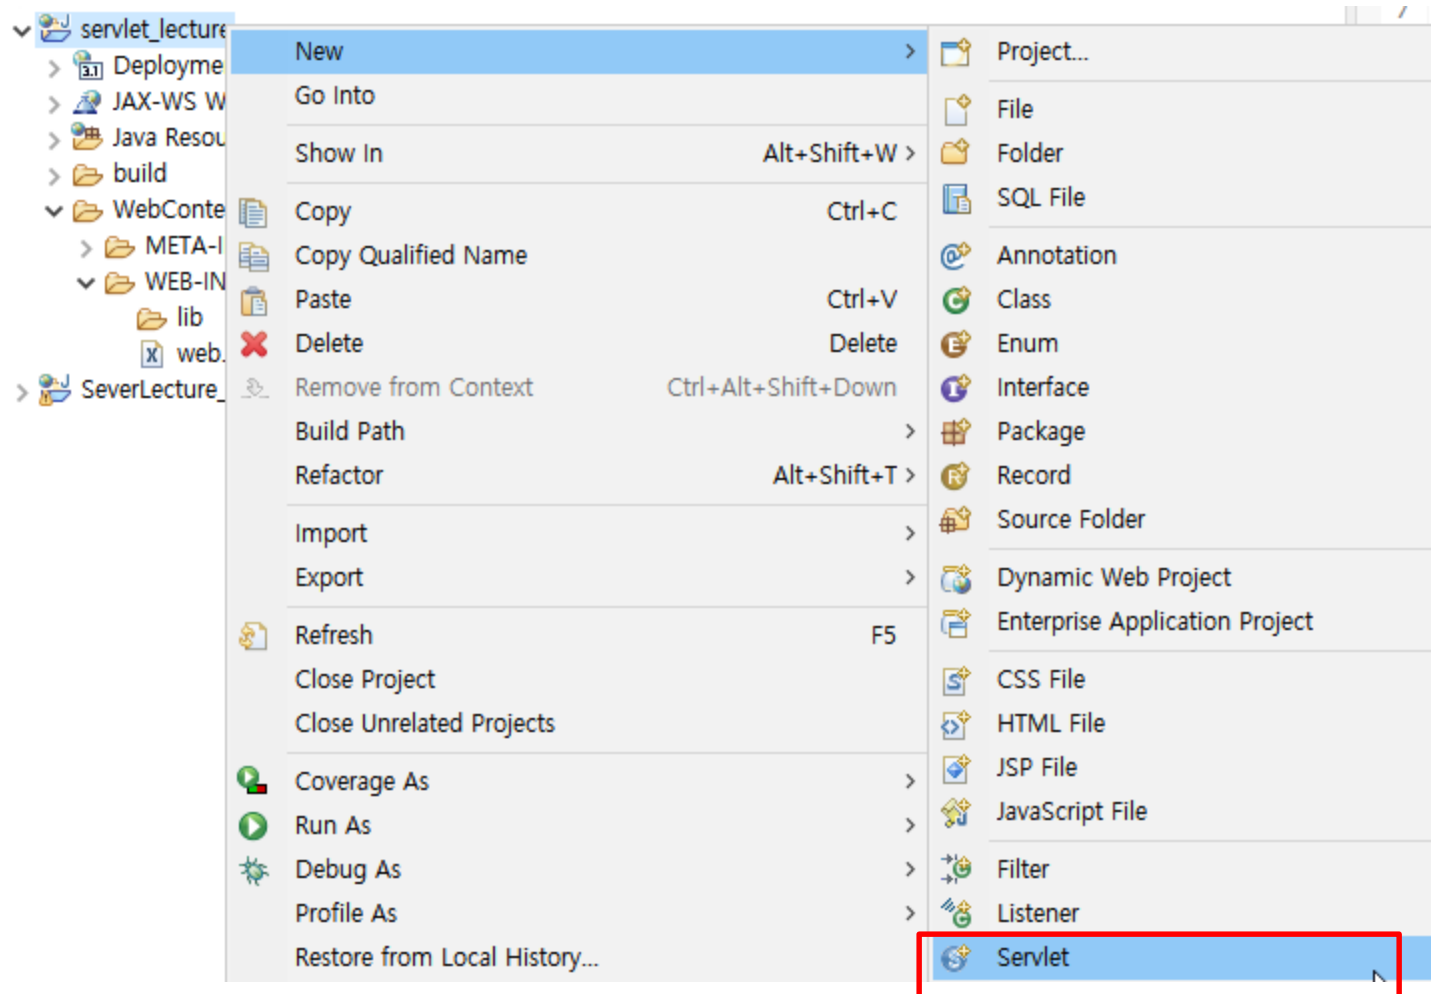 servlet_lecture
Deployme
JAX-WS W
Java Resou
build
WebConte
META-I
WEB-IN
lib
web.
SeverLecture_
New
Go Into
Show In Alt+Shift+W
Copy Ctrl+C
Copy Qualified Name
Paste Ctrl+V
Delete Delete
Remove from Context Ctrl+Alt+Shift+Down
Build Path
Refactor Alt+Shift+T
Import
Export
Refresh F5
Close Project
Close Unrelated Projects
Coverage As
Run As
Debug As
Profile As
Restore from Local History...
Project...
File
Folder
SQL File
Annotation
Class
Enum
Interface
Package
Record
Source Folder
Dynamic Web Project
Enterprise Application Project
CSS File
HTML File
JSP File
JavaScript File
Filter
Listener
Servlet